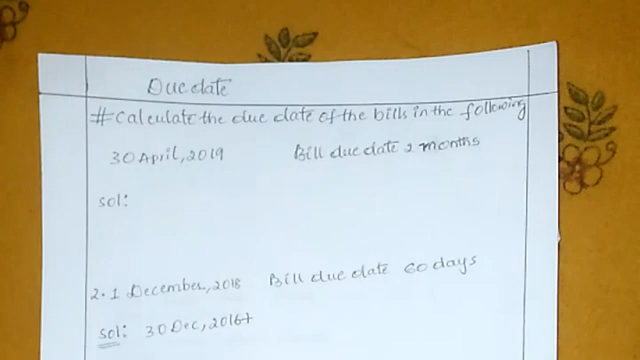 Due date
# Calculate the due date of the bills in the following
30 April, 2019 Bill due date 2 months
sol:
2. 1 December, 2018 Bill due date 60 days
sol: 30 Dec, 2016+